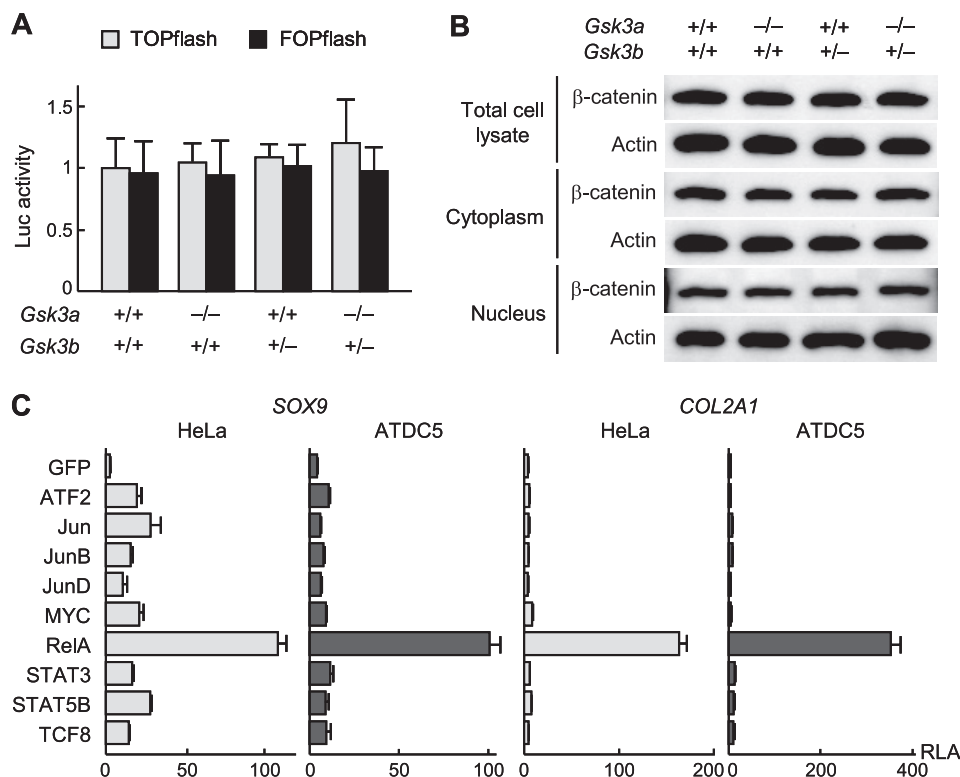 A
TOPflash FOPflash
Luc activity
1.5
1
0.5
0
Gsk3a +/+ –/– +/+ –/–
Gsk3b +/+ +/+ +/– +/–
B
Gsk3a +/+ –/– +/+ –/–
Gsk3b +/+ +/+ +/– +/–
Total cell lysate
β-catenin
Actin
Cytoplasm
β-catenin
Actin
Nucleus
β-catenin
Actin
C
SOX9 COL2A1
HeLa ATDC5 HeLa ATDC5
GFP
ATF2
Jun
JunB
JunD
MYC
RelA
STAT3
STAT5B
TCF8
0 50 100 0 50 100 0 100 200 0 200 400 RLA